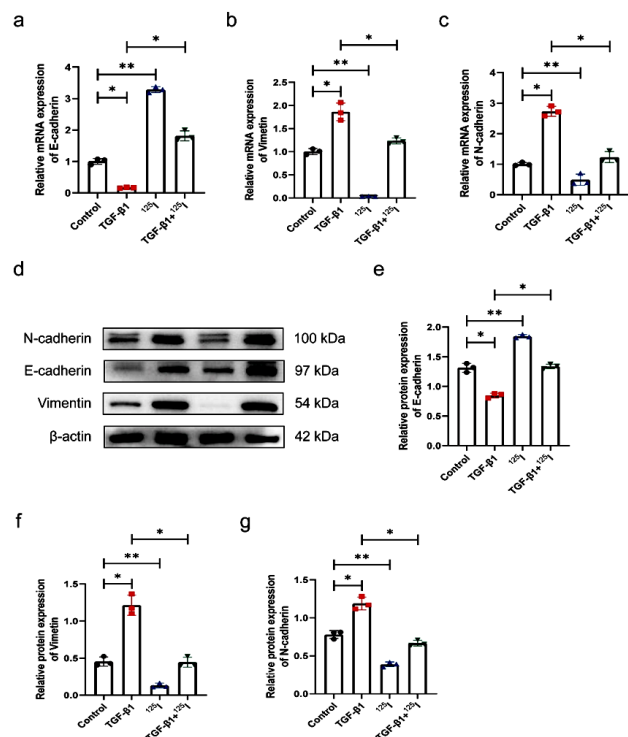 a
Relative mRNA expression
of E-cadherin
4
3
2
1
0
*
**
*
Control
TGF-β1
¹²⁵I
TGF-β1+¹²⁵I
b
Relative mRNA expression
of Vimetin
2.5
2.0
1.5
1.0
0.5
0.0
*
**
*
Control
TGF-β1
¹²⁵I
TGF-β1+¹²⁵I
c
Relative mRNA expression
of N-cadherin
4
2
0
*
**
*
Control
TGF-β1
¹²⁵I
TGF-β1+¹²⁵I
d
N-cadherin 100 kDa
E-cadherin 97 kDa
Vimentin 54 kDa
β-actin 42 kDa
e
Relative protein expression
of E-cadherin
2.0
1.5
1.0
0.5
0.0
*
**
*
Control
TGF-β1
¹²⁵I
TGF-β1+¹²⁵I
f
Relative protein expression
of Vimetin
1.5
1.0
0.5
0.0
*
**
*
Control
TGF-β1
¹²⁵I
TGF-β1+¹²⁵I
g
Relative protein expression
of N-cadherin
1.5
1.0
0.5
0.0
*
**
*
Control
TGF-β1
¹²⁵I
TGF-β1+¹²⁵I